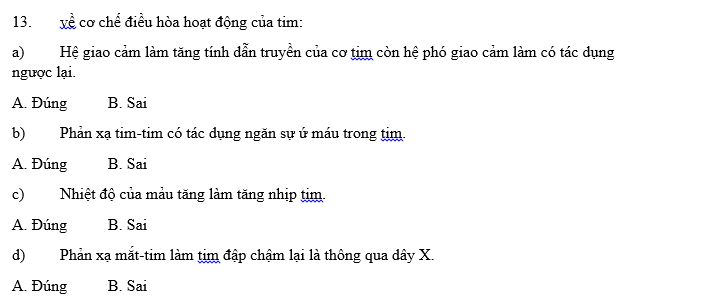 13. về cơ chế điều hòa hoạt động của tim:
a) Hệ giao cảm làm tăng tính dẫn truyền của cơ tim còn hệ phó giao cảm làm có tác dụng
ngược lại.
A. Đúng B. Sai
b) Phản xạ tim-tim có tác dụng ngăn sự ứ máu trong tim.
A. Đúng B. Sai
c) Nhiệt độ của máu tăng làm tăng nhịp tim.
A. Đúng B. Sai
d) Phản xạ mắt-tim làm tim đập chậm lại là thông qua dây X.
A. Đúng B. Sai